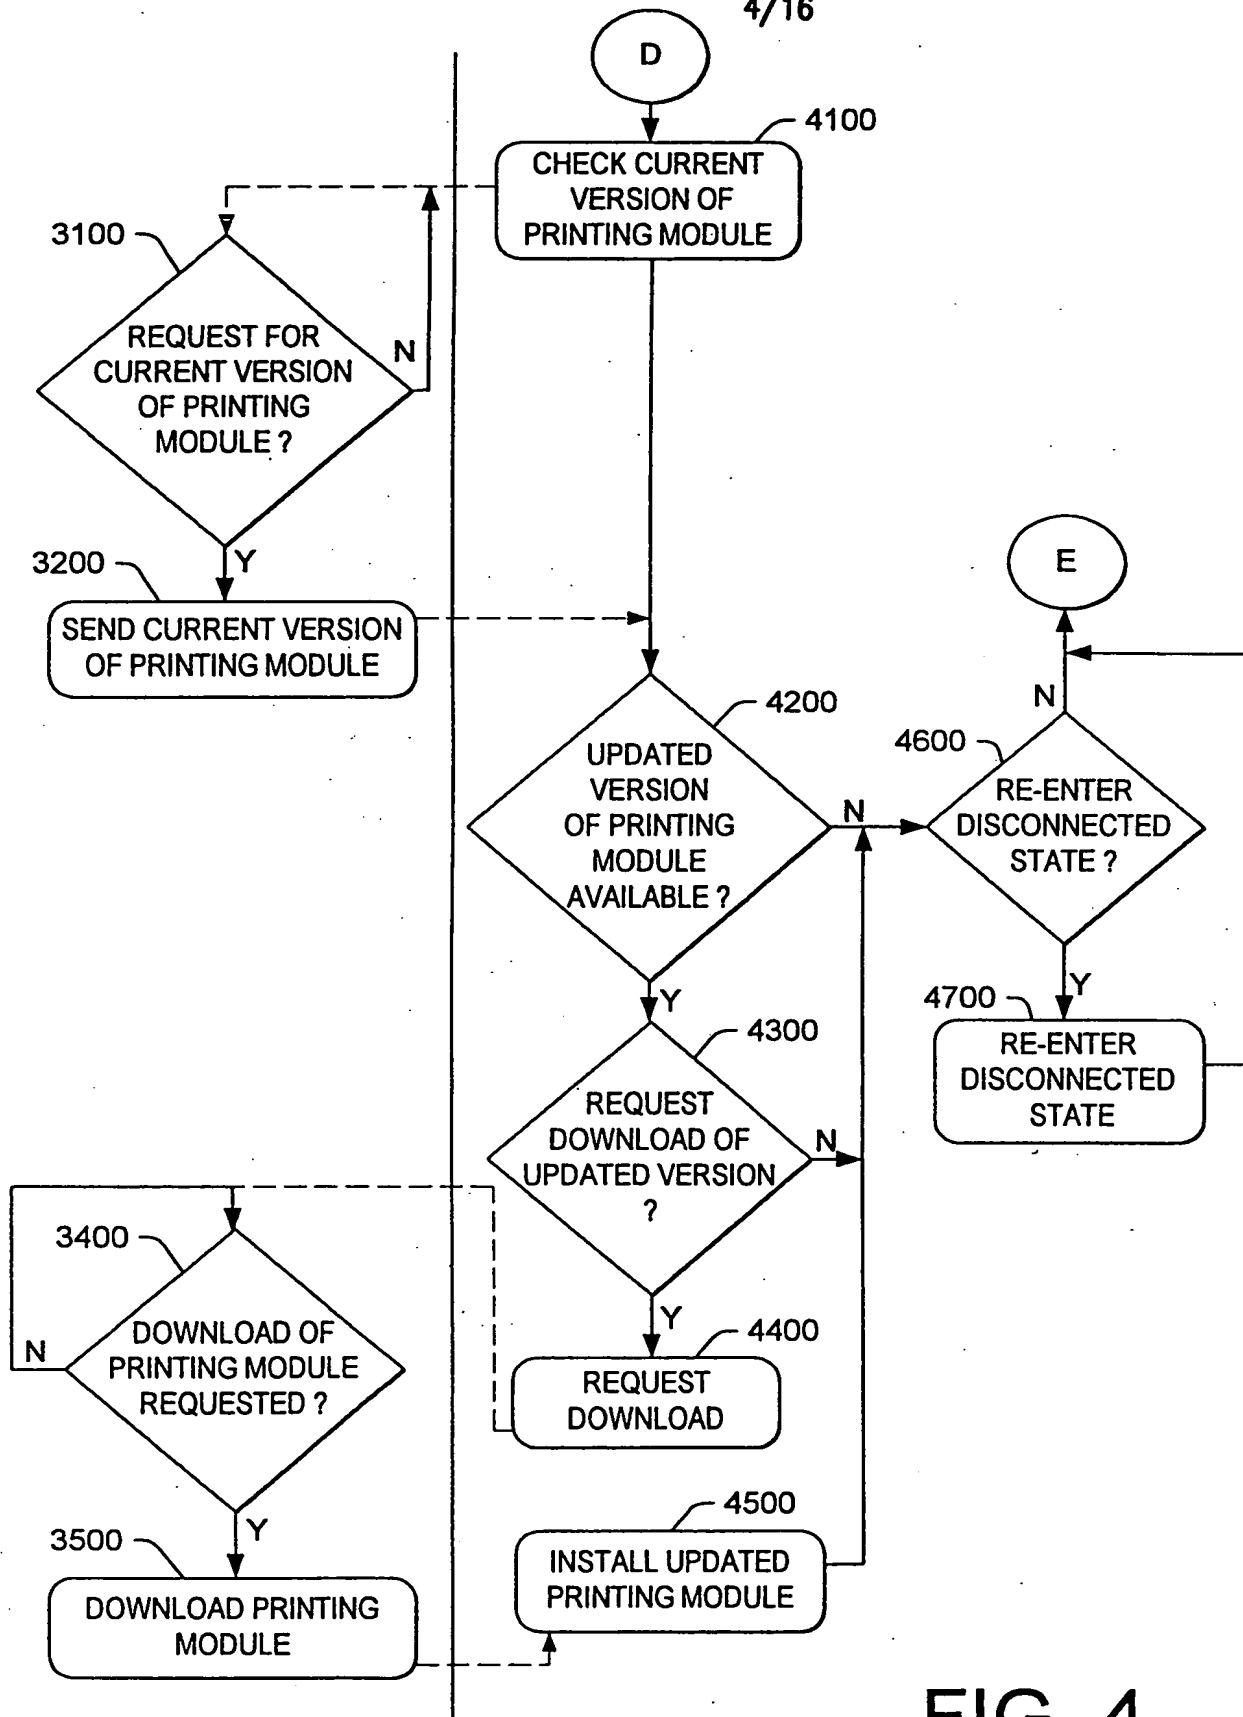 4/16
D
4100
CHECK CURRENT
VERSION OF
PRINTING MODULE
3100
REQUEST FOR
CURRENT VERSION
OF PRINTING
MODULE ?
N
Y
3200
SEND CURRENT VERSION
OF PRINTING MODULE
E
N
4200
UPDATED
VERSION
OF PRINTING
MODULE
AVAILABLE ?
N
Y
4600
RE-ENTER
DISCONNECTED
STATE ?
Y
4700
RE-ENTER
DISCONNECTED
STATE
4300
REQUEST
DOWNLOAD OF
UPDATED VERSION
?
N
Y
3400
DOWNLOAD OF
PRINTING MODULE
REQUESTED ?
N
Y
4400
REQUEST
DOWNLOAD
4500
INSTALL UPDATED
PRINTING MODULE
3500
DOWNLOAD PRINTING
MODULE
FIG. 4